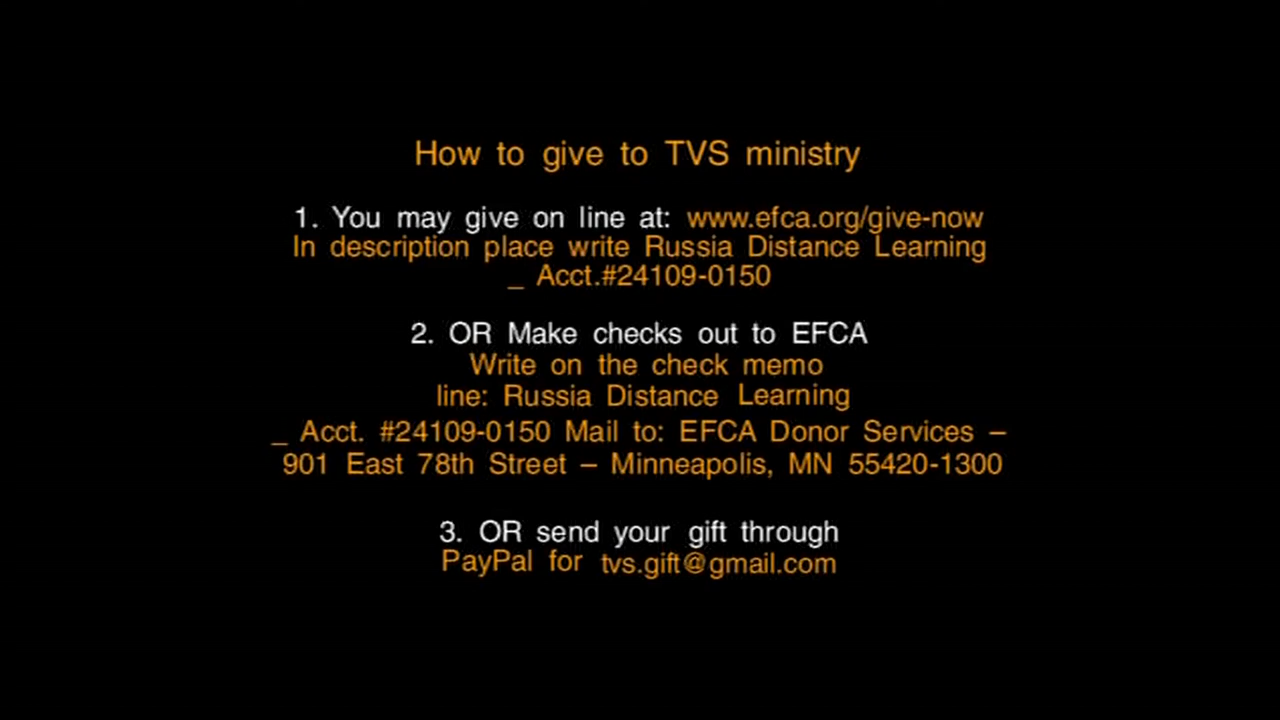 How to give to TVS ministry
1. You may give on line at: www.efca.org/give-now
In description place write Russia Distance Learning
_ Acct.#24109-0150
2. OR Make checks out to EFCA
Write on the check memo
line: Russia Distance Learning
_ Acct. #24109-0150 Mail to: EFCA Donor Services –
901 East 78th Street – Minneapolis, MN 55420-1300
3. OR send your gift through
PayPal for tvs.gift@gmail.com